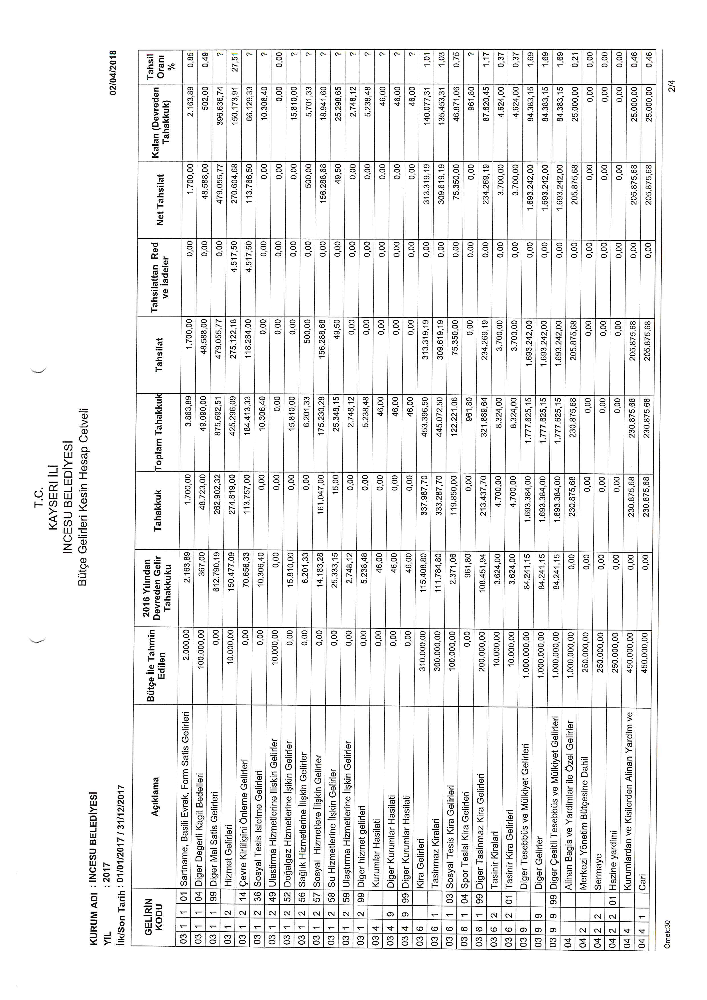 T.C.
KAYSERI İLİ
INCESU BELEDİYESİ
Bütçe Gelirleri Kesin Hesap Cetveli
KURUM ADI : INCESU BELEDİYESİ
YIL : 2017
İlk/Son Tarih : 01/01/2017 / 31/12/2017
02/04/2018
GELİRİN KODU Açıklama Bütçe İle Tahmin Edilen 2016 Yılından Devreden Gelir Tahakkuku Tahakkuk Toplam Tahakkuk Tahsilat Tahsilattan Red ve İadeler Net Tahsilat Kalan (Devreden Tahakkuk) Tahsil Oranı %
03 1 1 01 Sartname, Basili Evrak, Form Satis Gelirleri 2.000,00 2.163,89 1.700,00 3.863,89 1.700,00 0,00 1.700,00 2.163,89 0,85
03 1 1 04 Diger Degerli Kagit Bedelleri 100.000,00 367,00 48.723,00 49.090,00 48.588,00 0,00 48.588,00 502,00 0,49
03 1 1 99 Diger Mal Satis Gelirleri 0,00 612.790,19 262.902,32 875.692,51 479.055,77 0,00 479.055,77 396.636,74 ?
03 1 2 Hizmet Gelirleri 10.000,00 150.477,09 274.819,00 425.296,09 275.122,18 4.517,50 270.604,68 150.173,91 27,51
03 1 2 14 Çevre Kirliligini Önleme Gelirleri 0,00 70.656,33 113.757,00 184.413,33 118.284,00 4.517,50 113.766,50 66.129,33 ?
03 1 2 36 Sosyal Tesis Isletme Gelirleri 0,00 10.306,40 0,00 10.306,40 0,00 0,00 0,00 10.306,40 ?
03 1 2 49 Ulastirma Hizmetlerine Iliskin Gelirler 10.000,00 0,00 0,00 0,00 0,00 0,00 0,00 0,00 0,00
03 1 2 52 Doğalgaz Hizmetlerine İşikin Gelirler 0,00 15.810,00 0,00 15.810,00 0,00 0,00 0,00 15.810,00 ?
03 1 2 56 Sağlık Hizmetlerine İlişkin Gelirler 0,00 6.201,33 0,00 6.201,33 500,00 0,00 500,00 5.701,33 ?
03 1 2 57 Sosyal Hizmetlere İlişkin Gelirler 0,00 14.183,28 161.047,00 175.230,28 156.288,68 0,00 156.288,68 18.941,60 ?
03 1 2 58 Su Hizmetlerine İlşkin Gelirler 0,00 25.333,15 15,00 25.348,15 49,50 0,00 49,50 25.298,65 ?
03 1 2 59 Ulaştırma Hizmetlerine İlşkin Gelirler 0,00 2.748,12 0,00 2.748,12 0,00 0,00 0,00 2.748,12 ?
03 1 2 99 Diger hizmet gelirleri 0,00 5.238,48 0,00 5.238,48 0,00 0,00 0,00 5.238,48 ?
03 4 Kurumlar Hasilati 0,00 46,00 0,00 46,00 0,00 0,00 0,00 46,00 ?
03 4 9 Diger Kurumlar Hasilati 0,00 46,00 0,00 46,00 0,00 0,00 0,00 46,00 ?
03 4 9 99 Diger Kurumlar Hasilati 0,00 46,00 0,00 46,00 0,00 0,00 0,00 46,00 ?
03 6 Kira Gelirleri 310.000,00 115.408,80 337.987,70 453.396,50 313.319,19 0,00 313.319,19 140.077,31 1,01
03 6 1 Tasinmaz Kiralari 300.000,00 111.784,80 333.287,70 445.072,50 309.619,19 0,00 309.619,19 135.453,31 1,03
03 6 1 03 Sosyal Tesis Kira Gelirleri 100.000,00 2.371,06 119.850,00 122.221,06 75.350,00 0,00 75.350,00 46.871,06 0,75
03 6 1 04 Spor Tesisi Kira Gelirleri 0,00 961,80 0,00 961,80 0,00 0,00 0,00 961,80 ?
03 6 1 99 Diger Tasinmaz Kira Gelirleri 200.000,00 108.451,94 213.437,70 321.889,64 234.269,19 0,00 234.269,19 87.620,45 1,17
03 6 2 Tasinir Kiralari 10.000,00 3.624,00 4.700,00 8.324,00 3.700,00 0,00 3.700,00 4.624,00 0,37
03 6 2 01 Tasinir Kira Gelirleri 10.000,00 3.624,00 4.700,00 8.324,00 3.700,00 0,00 3.700,00 4.624,00 0,37
03 9 Diger Tesebbüs ve Mülkiyet Gelirleri 1.000.000,00 84.241,15 1.693.384,00 1.777.625,15 1.693.242,00 0,00 1.693.242,00 84.383,15 1,69
03 9 9 Diger Gelirler 1.000.000,00 84.241,15 1.693.384,00 1.777.625,15 1.693.242,00 0,00 1.693.242,00 84.383,15 1,69
03 9 9 99 Diger Çesitli Tesebbüs ve Mülkiyet Gelirleri 1.000.000,00 84.241,15 1.693.384,00 1.777.625,15 1.693.242,00 0,00 1.693.242,00 84.383,15 1,69
04 Alinan Bagis ve Yardimlar ile Özel Gelirler 1.000.000,00 0,00 230.875,68 230.875,68 205.875,68 0,00 205.875,68 25.000,00 0,21
04 2 Merkezi Yönetim Bütçesine Dahil 250.000,00 0,00 0,00 0,00 0,00 0,00 0,00 0,00 0,00
04 2 2 Sermaye 250.000,00 0,00 0,00 0,00 0,00 0,00 0,00 0,00 0,00
04 2 2 01 Hazine yardimi 250.000,00 0,00 0,00 0,00 0,00 0,00 0,00 0,00 0,00
04 4 Kurumlardan ve Kisilerden Alinan Yardim ve 450.000,00 0,00 230.875,68 230.875,68 205.875,68 0,00 205.875,68 25.000,00 0,46
04 4 1 Cari 450.000,00 0,00 230.875,68 230.875,68 205.875,68 0,00 205.875,68 25.000,00 0,46
Örnek:30
2/4